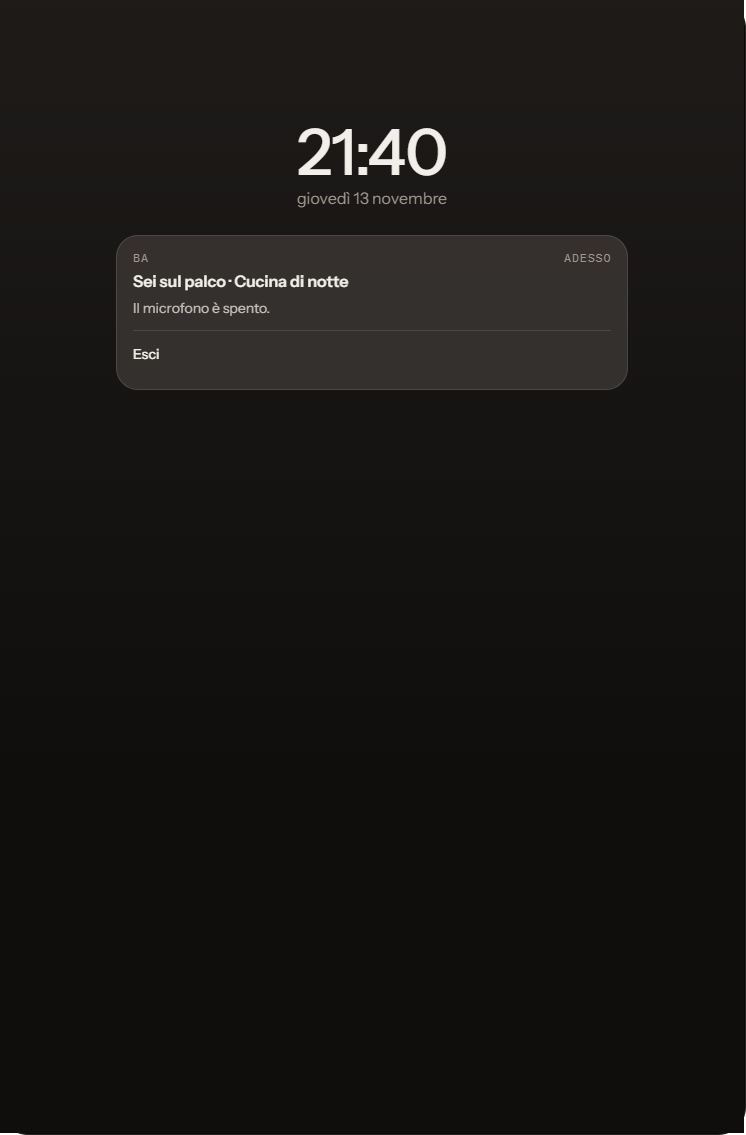 21:40
giovedì 13 novembre
BA ADESSO
Sei sul palco · Cucina di notte
Il microfono è spento.
Esci